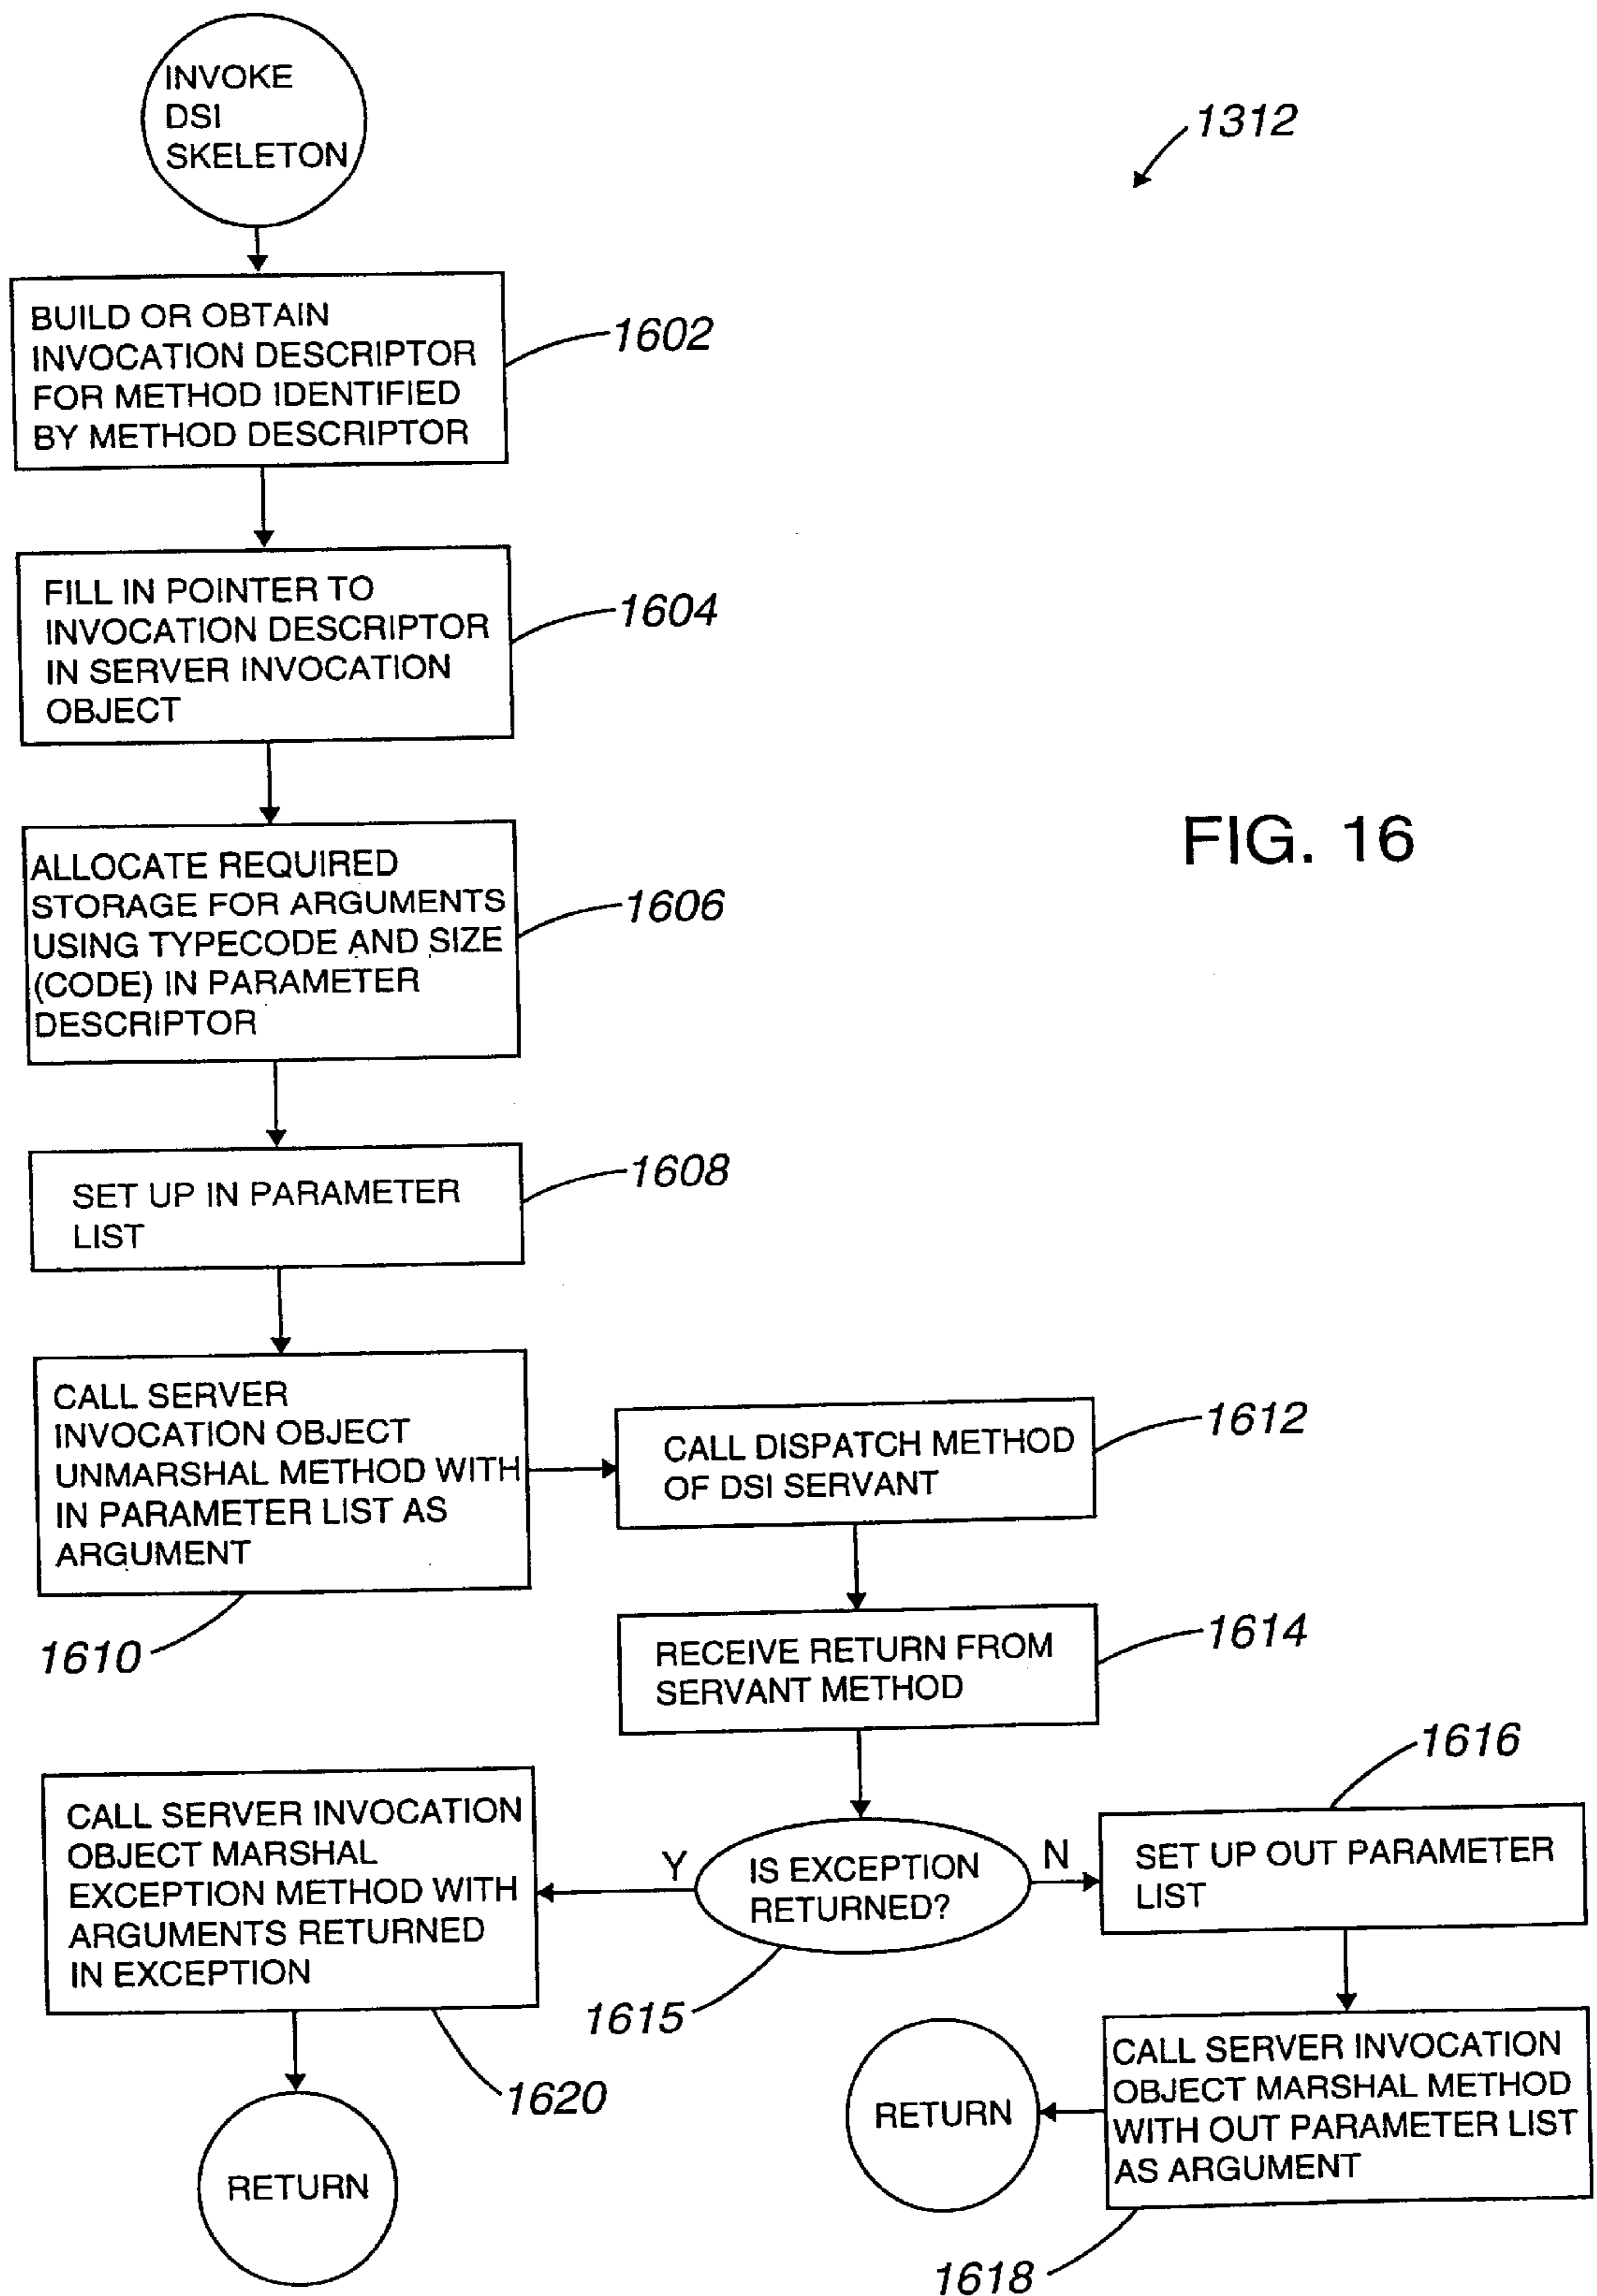 INVOKE
DSI
SKELETON
1312
BUILD OR OBTAIN
INVOCATION DESCRIPTOR
FOR METHOD IDENTIFIED
BY METHOD DESCRIPTOR
1602
FILL IN POINTER TO
INVOCATION DESCRIPTOR
IN SERVER INVOCATION
OBJECT
1604
FIG. 16
ALLOCATE REQUIRED
STORAGE FOR ARGUMENTS
USING TYPECODE AND SIZE
(CODE) IN PARAMETER
DESCRIPTOR
1606
SET UP IN PARAMETER
LIST
1608
CALL SERVER
INVOCATION OBJECT
UNMARSHAL METHOD WITH
IN PARAMETER LIST AS
ARGUMENT
1610
CALL DISPATCH METHOD
OF DSI SERVANT
1612
RECEIVE RETURN FROM
SERVANT METHOD
1614
IS EXCEPTION
RETURNED?
1615
Y
N
SET UP OUT PARAMETER
LIST
1616
CALL SERVER INVOCATION
OBJECT MARSHAL
EXCEPTION METHOD WITH
ARGUMENTS RETURNED
IN EXCEPTION
1620
RETURN
CALL SERVER INVOCATION
OBJECT MARSHAL METHOD
WITH OUT PARAMETER LIST
AS ARGUMENT
1618
RETURN